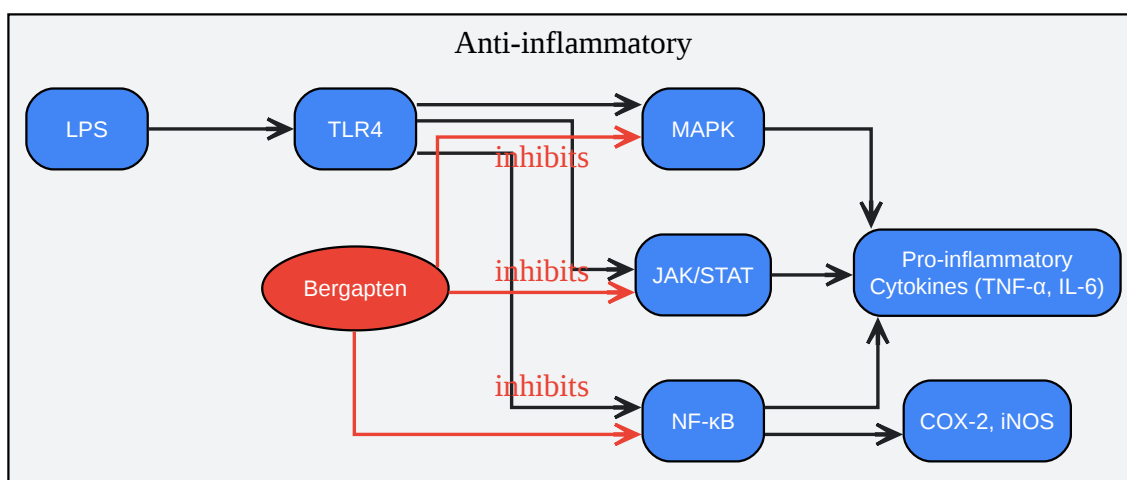 Anti-inflammatory
LPS
TLR4
MAPK
inhibits
Bergapten
inhibits
JAK/STAT
Pro-inflammatory
Cytokines (TNF-α, IL-6)
inhibits
NF-κB
COX-2, iNOS